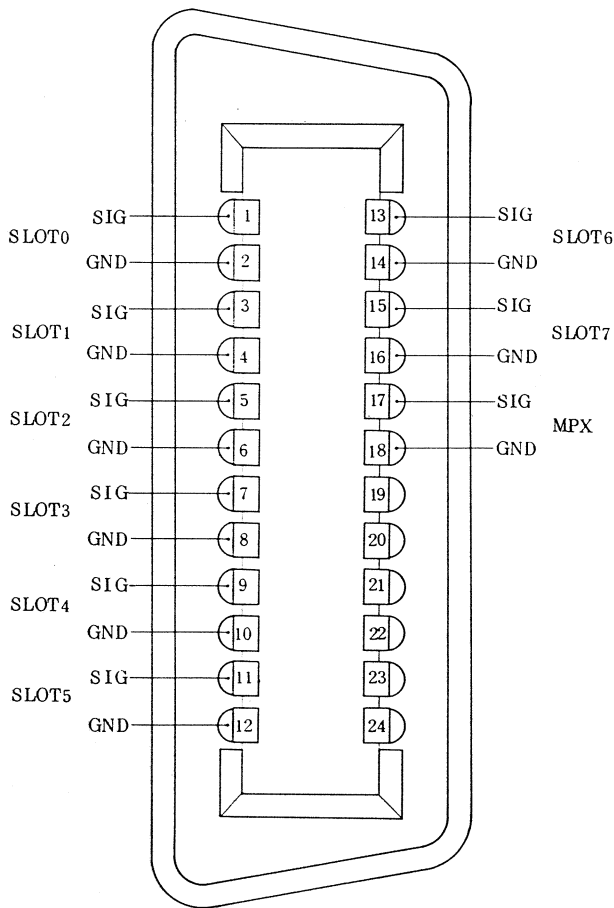 SIG 1 13 SIG
SLOT0 SLOT6
GND 2 14 GND
SIG 3 15 SIG
SLOT1 SLOT7
GND 4 16 GND
SIG 5 17 SIG
SLOT2 MPX
GND 6 18 GND
SIG 7 19
SLOT3
GND 8 20
SIG 9 21
SLOT4
GND 10 22
SIG 11 23
SLOT5
GND 12 24